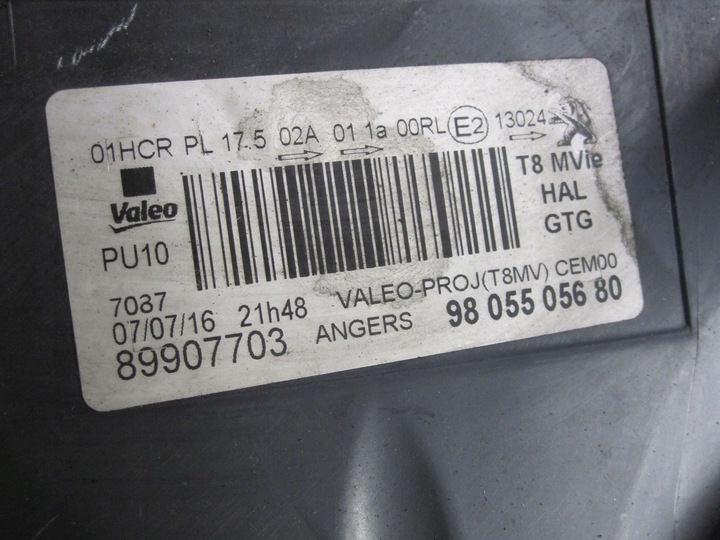 01HCR PL 17.5 02A 01 1a 00RL E2 13024
Valeo
T8 MVie
HAL
PU10
GTG
7037
VALEO-PROJ(T8MV) CEM00
07/07/16 21h48 ANGERS 98 055 056 80
89907703